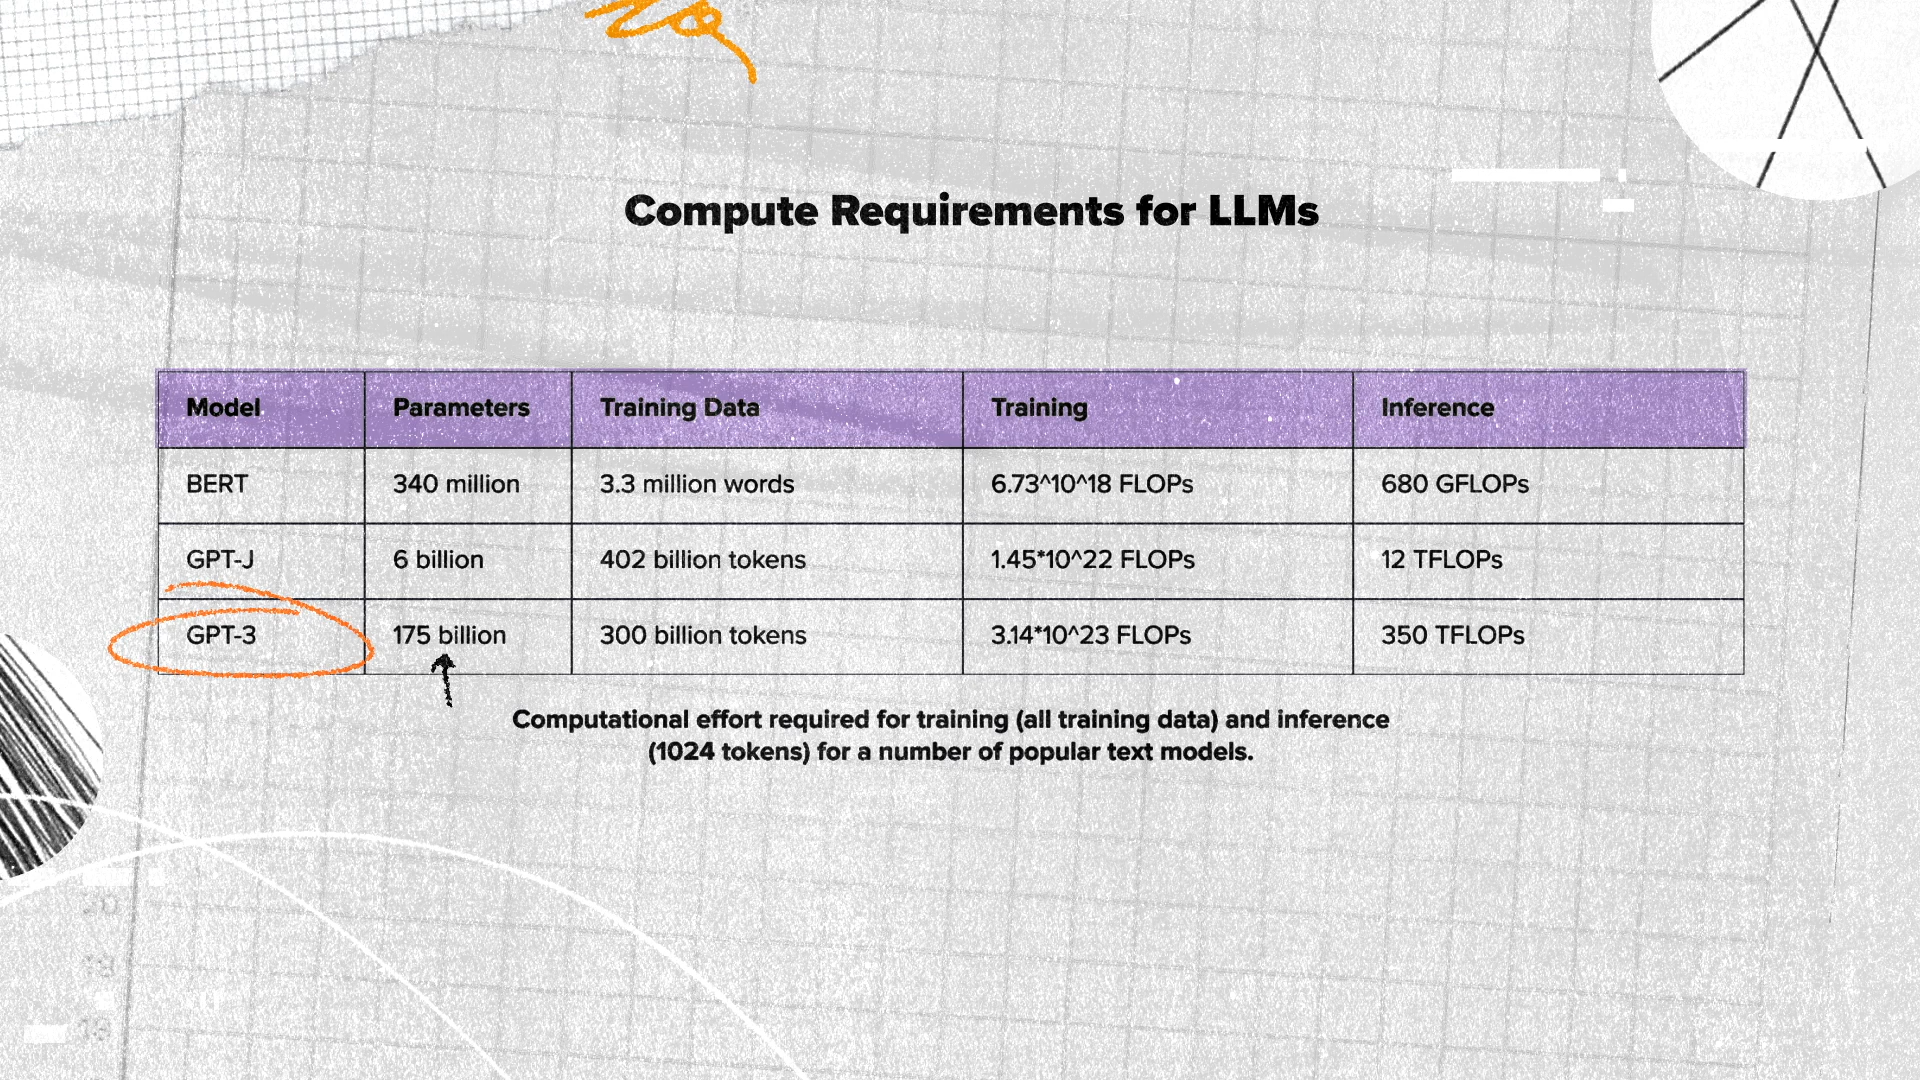 Compute Requirements for LLMs
Model Parameters Training Data Training Inference
BERT 340 million 3.3 million words 6.73^10^18 FLOPs 680 GFLOPs
GPT-J 6 billion 402 billion tokens 1.45*10^22 FLOPs 12 TFLOPs
GPT-3 175 billion 300 billion tokens 3.14*10^23 FLOPs 350 TFLOPs
Computational effort required for training (all training data) and inference
(1024 tokens) for a number of popular text models.
20